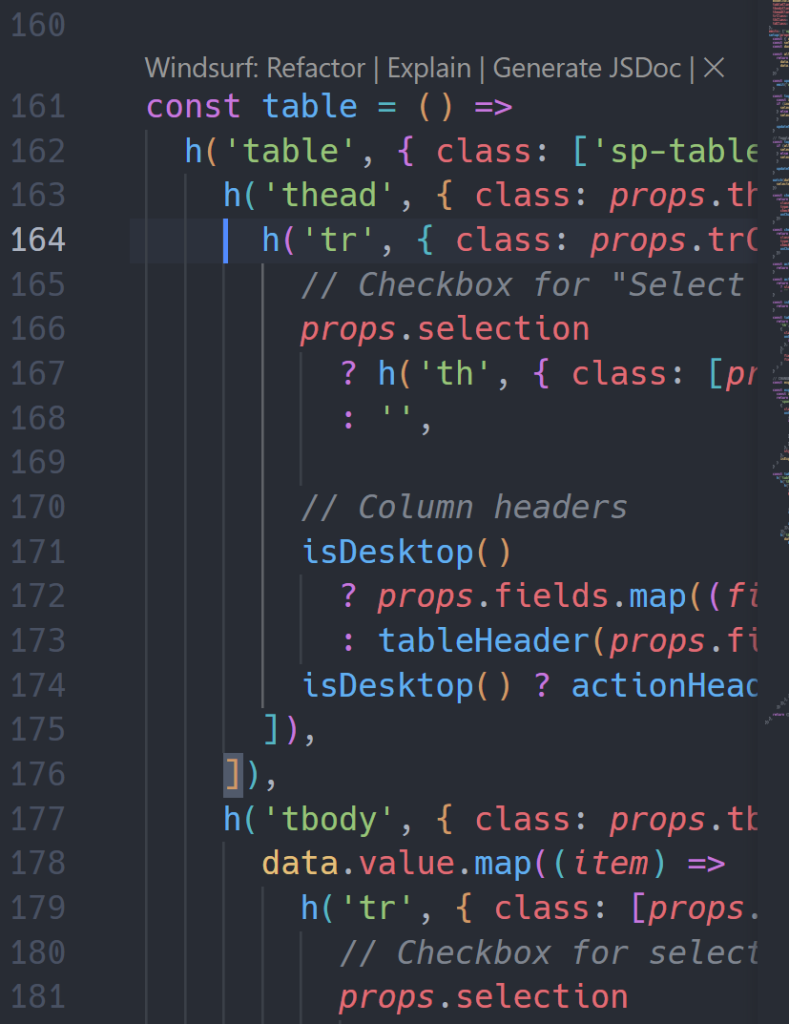 160
Windsurf: Refactor | Explain | Generate JSDoc | ×
161 const table = () =>
162 h('table', { class: ['sp-table
163 h('thead', { class: props.th
164 h('tr', { class: props.trC
165 // Checkbox for "Select
166 props.selection
167 ? h('th', { class: [pr
168 : '',
169
170 // Column headers
171 isDesktop()
172 ? props.fields.map((fi
173 : tableHeader(props.fi
174 isDesktop() ? actionHead
175 ]),
176 ]),
177 h('tbody', { class: props.tb
178 data.value.map((item) =>
179 h('tr', { class: [props.
180 // Checkbox for select
181 props.selection